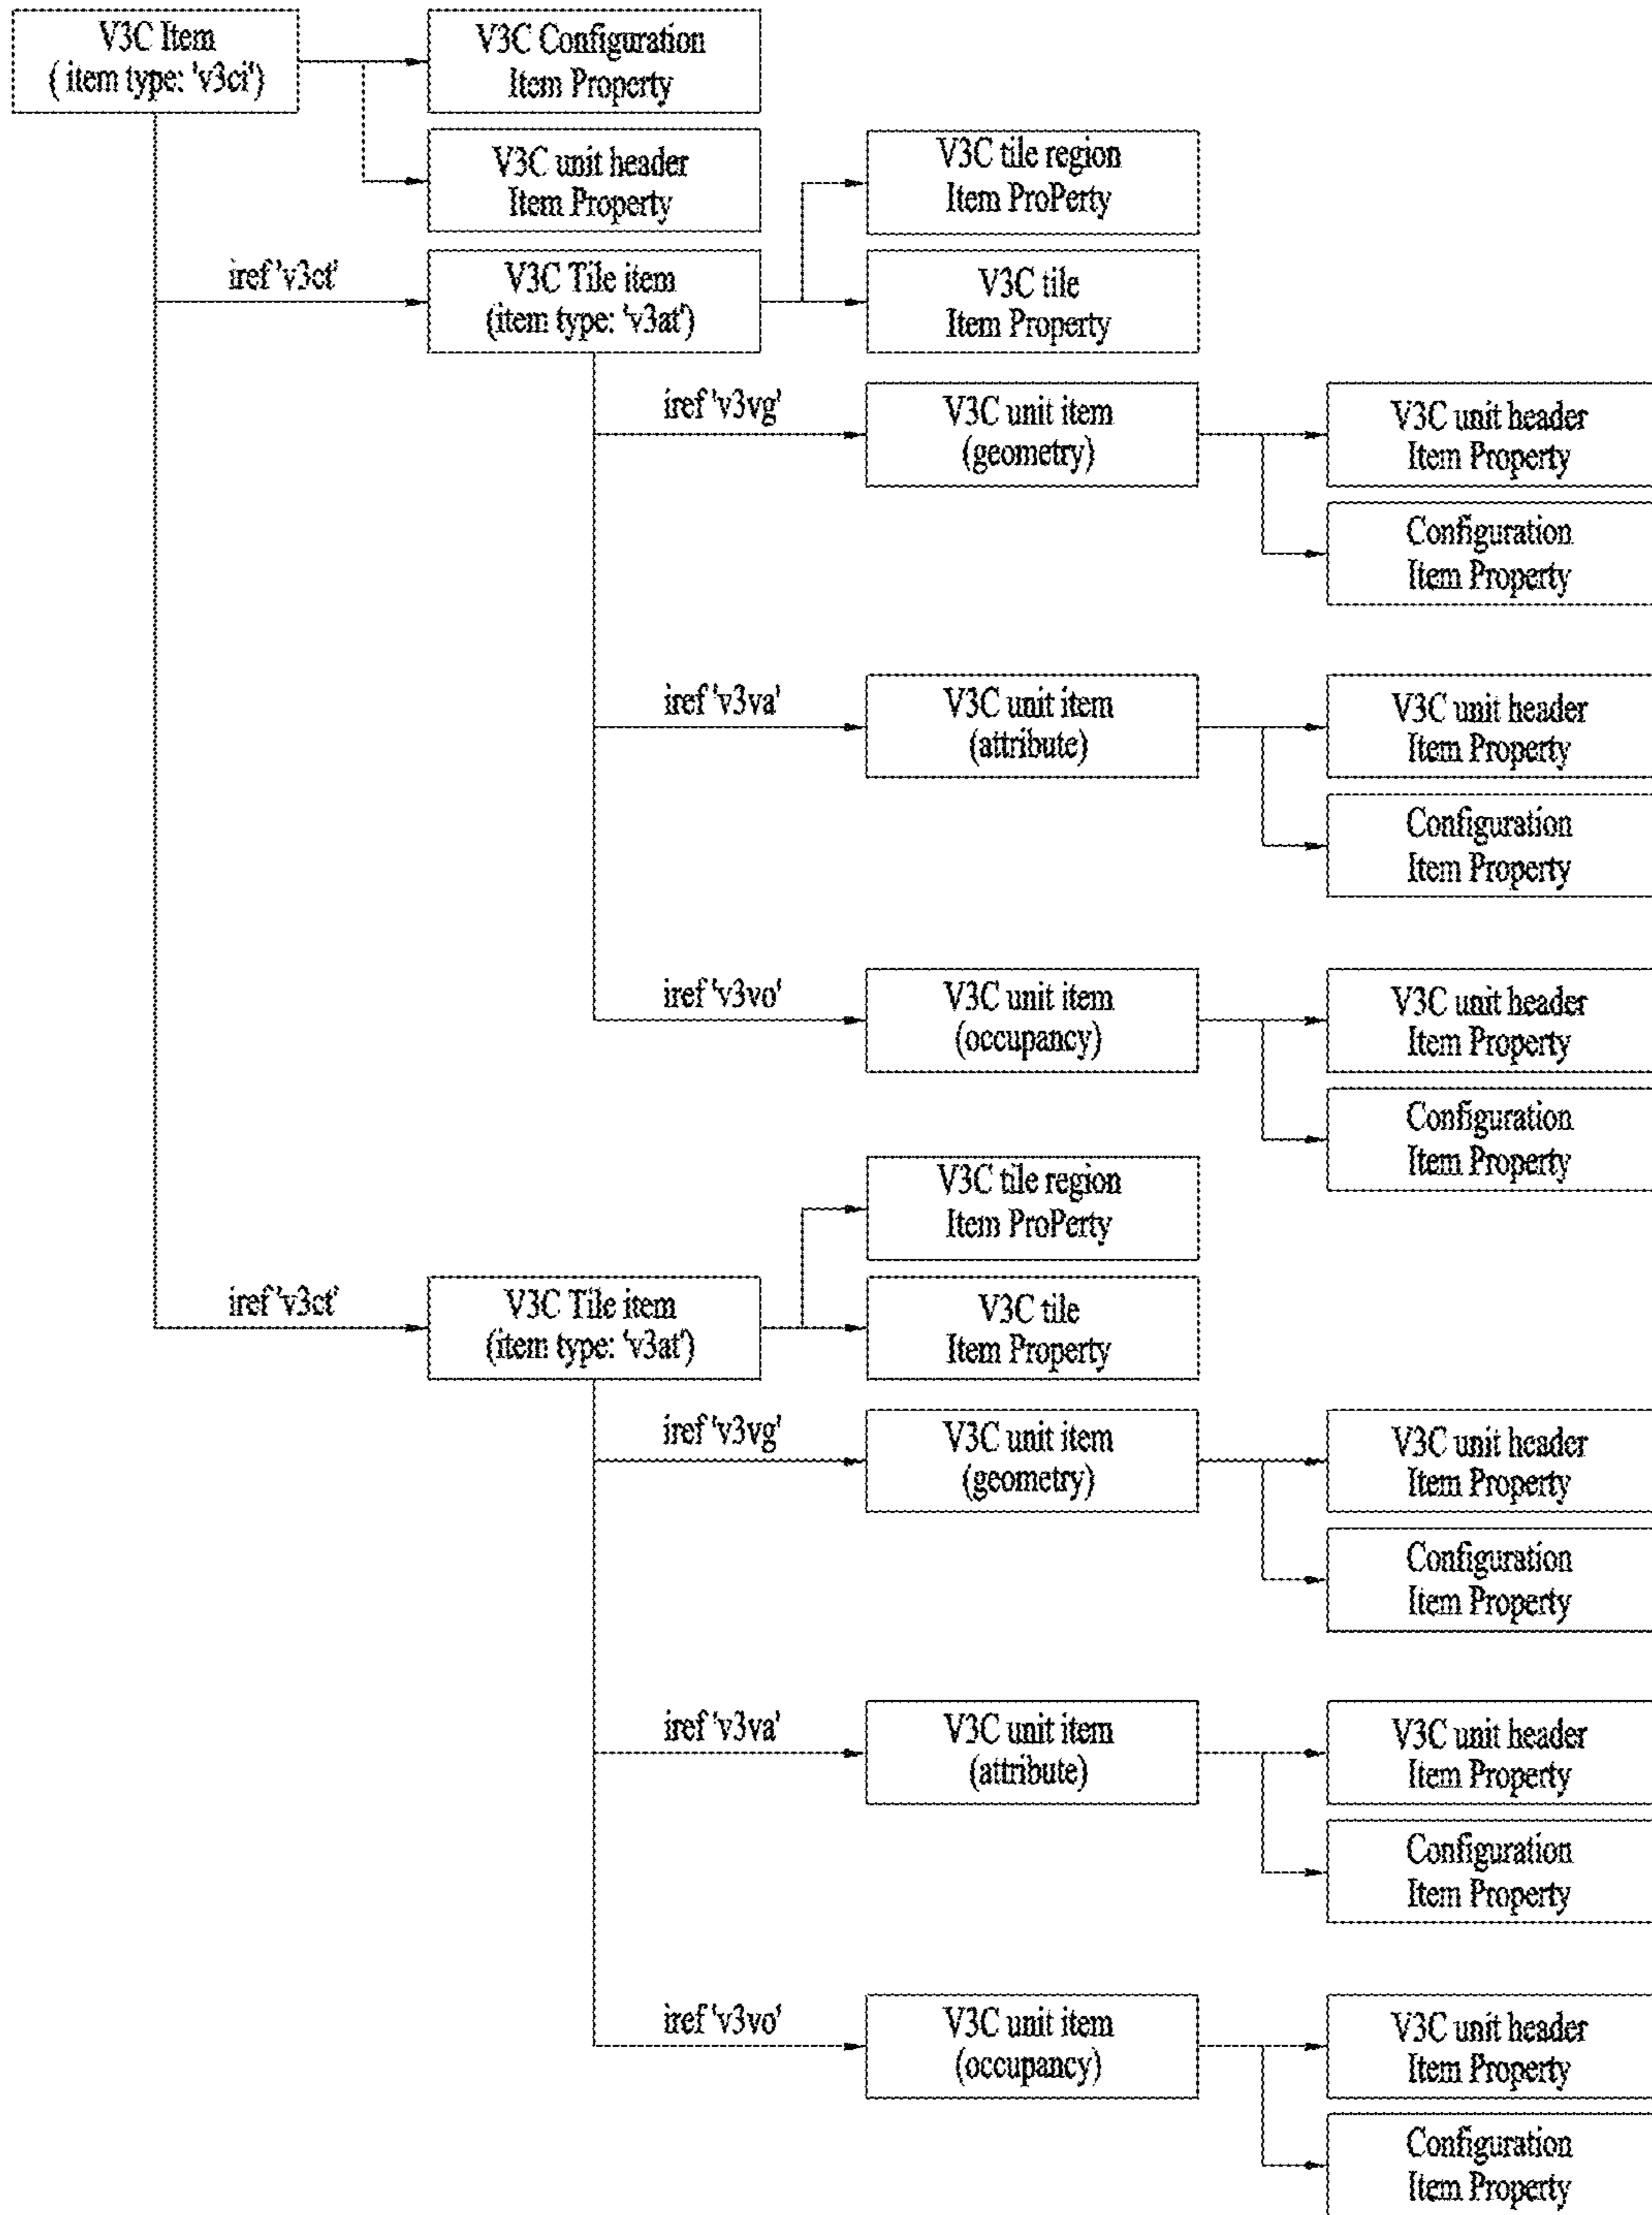 V3C Item
( item type: 'v3ci')
V3C Configuration
Item Property
V3C unit header
Item Property
V3C tile region
Item ProPerty
iref 'v3ct'
V3C Tile item
(item type: 'v3at')
V3C tile
Item Property
iref 'v3vg'
V3C unit item
(geometry)
V3C unit header
Item Property
Configuration
Item Property
iref 'v3va'
V3C unit item
(attribute)
V3C unit header
Item Property
Configuration
Item Property
iref 'v3vo'
V3C unit item
(occupancy)
V3C unit header
Item Property
Configuration
Item Property
V3C tile region
Item ProPerty
iref 'v3ct'
V3C Tile item
(item type: 'v3at')
V3C tile
Item Property
iref 'v3vg'
V3C unit item
(geometry)
V3C unit header
Item Property
Configuration
Item Property
iref 'v3va'
V3C unit item
(attribute)
V3C unit header
Item Property
Configuration
Item Property
iref 'v3vo'
V3C unit item
(occupancy)
V3C unit header
Item Property
Configuration
Item Property